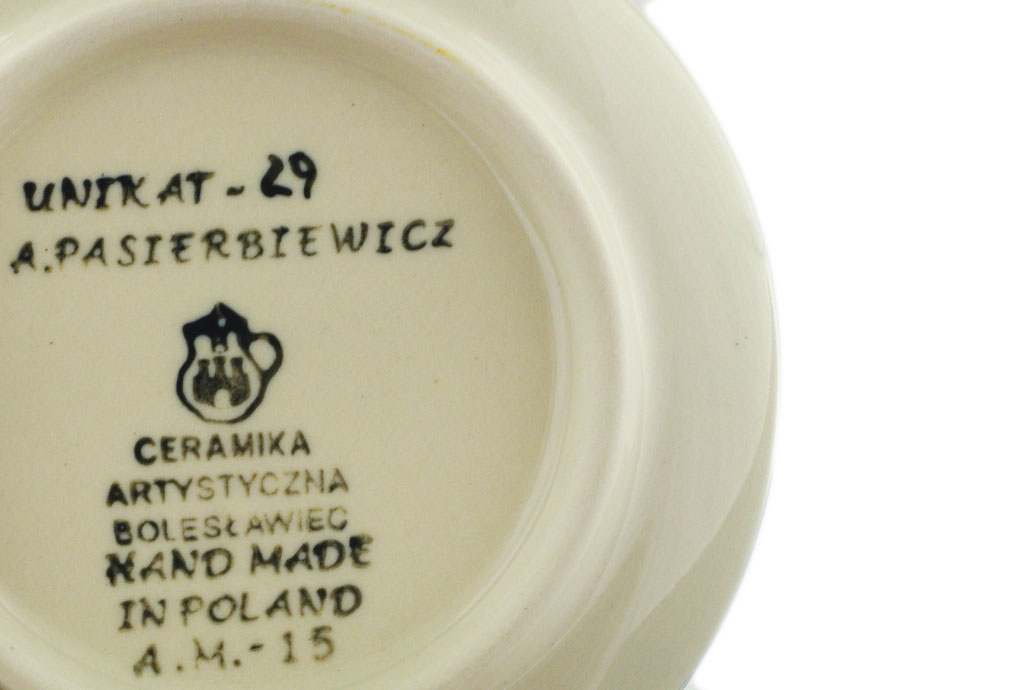 UNIKAT - 29
A.PASIERBIEWICZ
CERAMIKA
ARTYSTYCZNA
BOLESŁAWIEC
HAND MADE
IN POLAND
A.M.-15